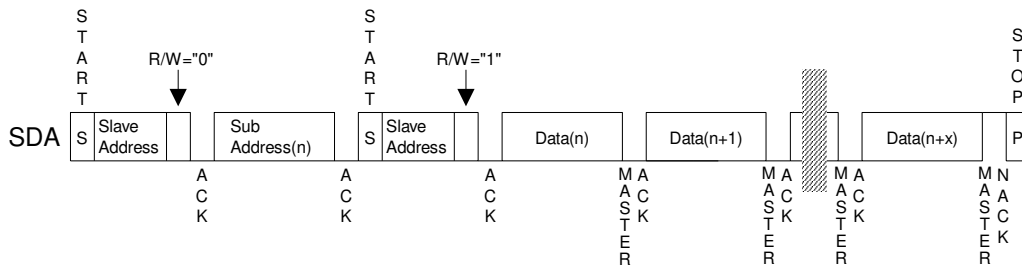 START
R/W="0"
START
R/W="1"
STOP
SDA
S
Slave
Address
Sub
Address(n)
S
Slave
Address
Data(n)
Data(n+1)
Data(n+x)
P
ACK
ACK
ACK
MASTER
ACK
MASTER
ACK
MASTER
ACK
MASTER
NACK